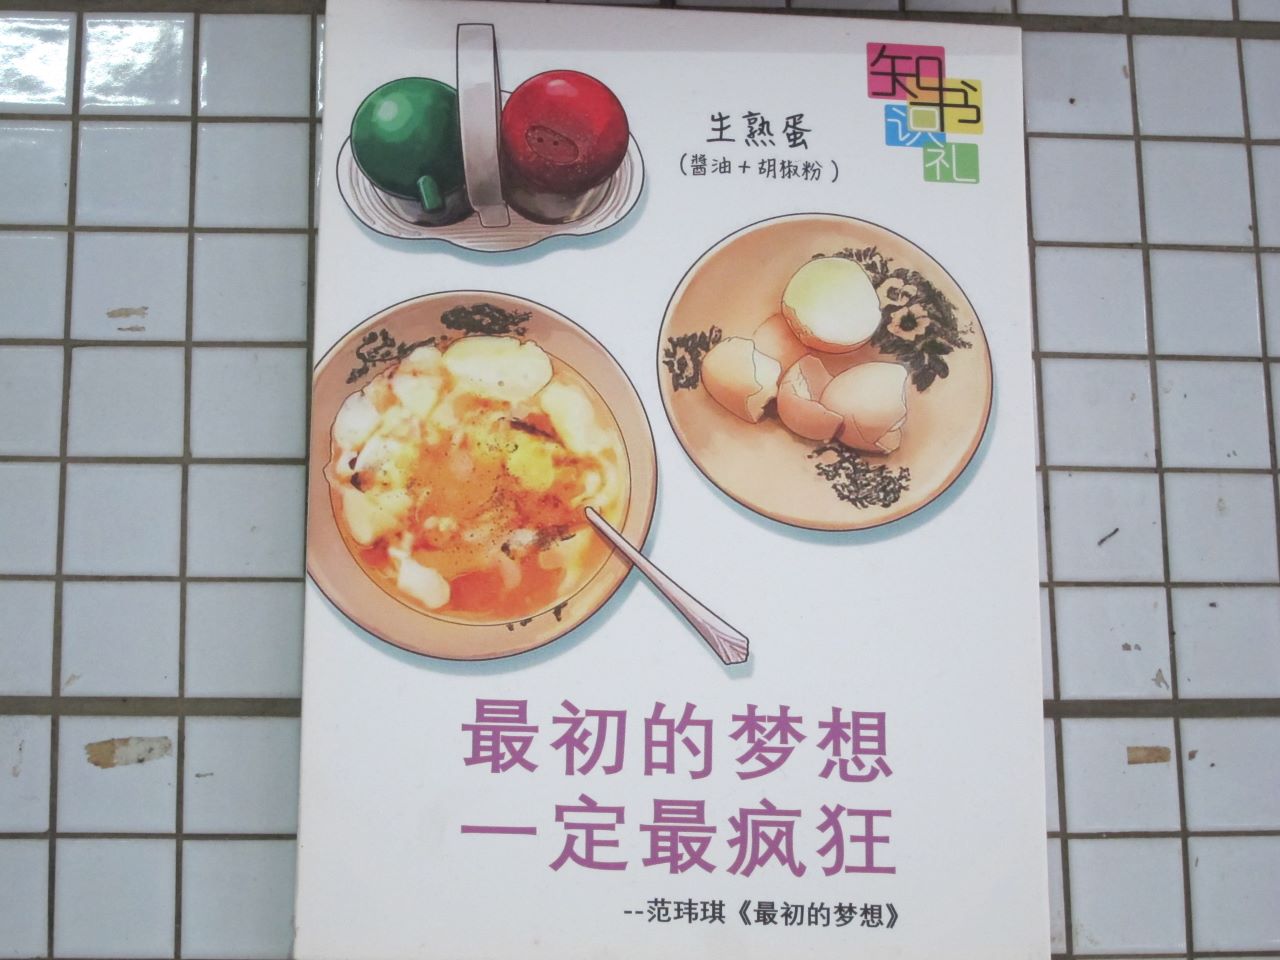 知书
识礼
生熟蛋
(醬油+胡椒粉)
最初的梦想
一定最疯狂
--范玮琪《最初的梦想》